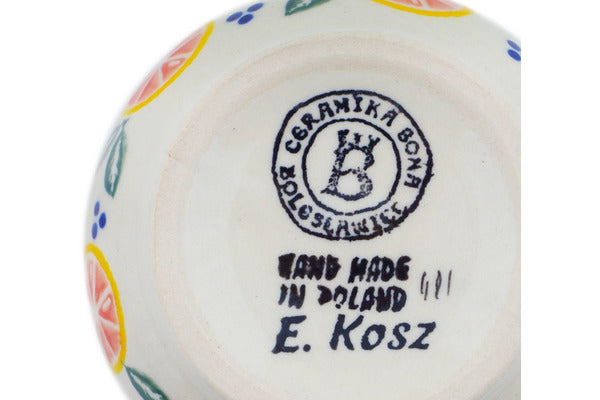 CERAMIKA BONA
BOLESŁAWIEC
B
HAND MADE
IN POLAND
E. Kosz